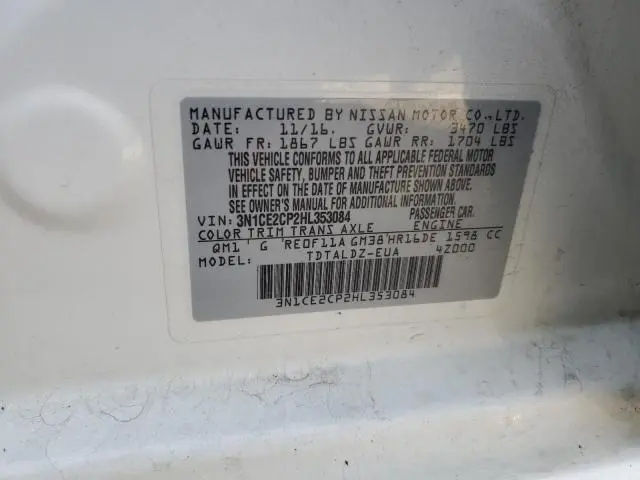 MANUFACTURED BY NISSAN MOTOR CO.,LTD.
DATE: 11/16. GVWR: 3470 LBS
GAWR FR: 1867 LBS GAWR RR: 1704 LBS
THIS VEHICLE CONFORMS TO ALL APPLICABLE FEDERAL MOTOR
VEHICLE SAFETY, BUMPER AND THEFT PREVENTION STANDARDS
IN EFFECT ON THE DATE OF MANUFACTURE SHOWN ABOVE.
SEE OWNER'S MANUAL FOR ADDITIONAL INFORMATION
VIN: 3N1CE2CP2HL353084 PASSENGER CAR.
COLOR TRIM TRANS AXLE ENGINE
QM1' G 'RE0F11A GM38'HR16DE 1598 CC
MODEL: TDTALDZ-EUA 4Z000
3N1CE2CP2HL353084